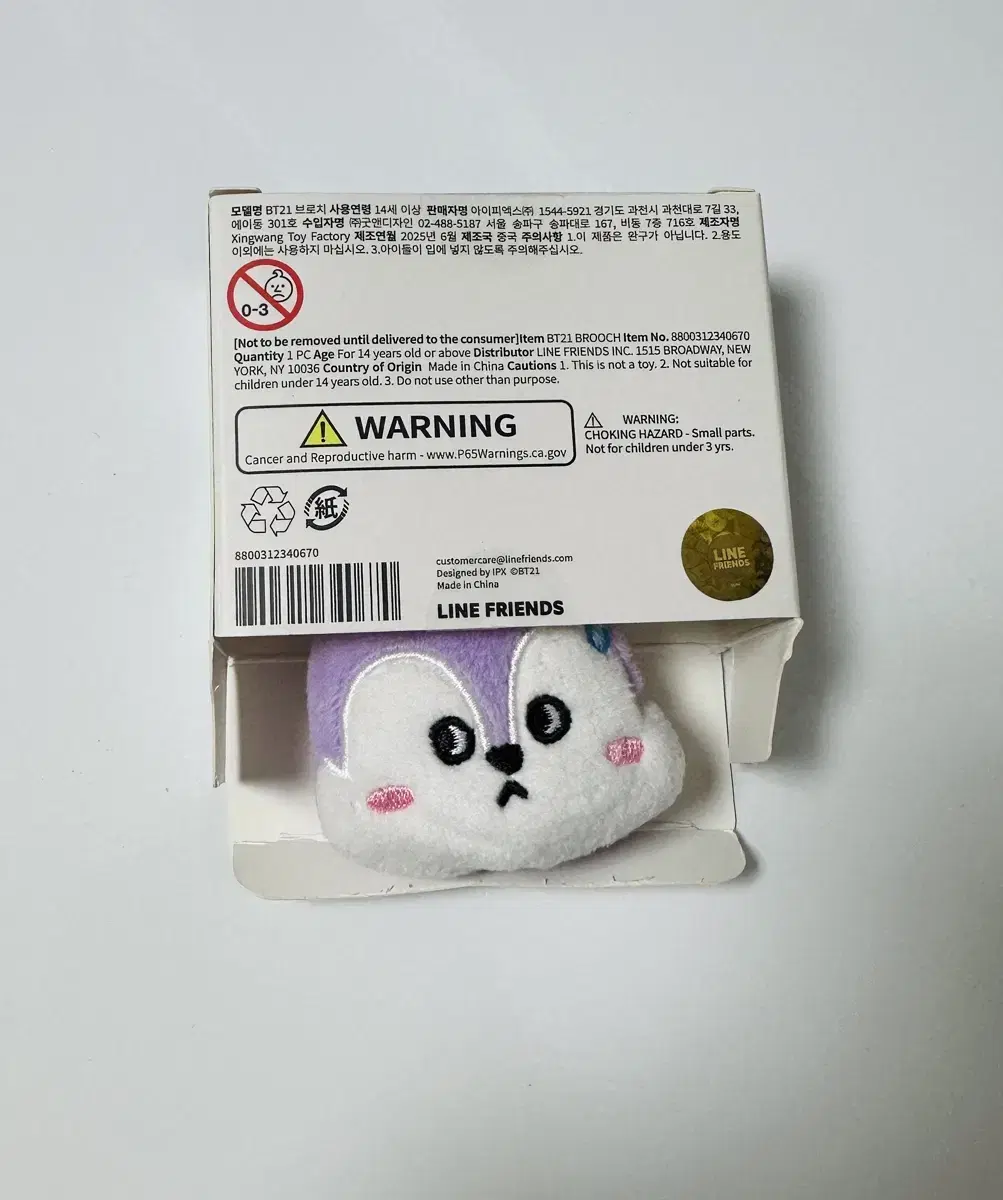 모델명 BT21 브로치 사용연령 14세 이상 판매자명 아이피엑스㈜ 1544-5921 경기도 과천시 과천대로 7길 33,
에이동 301호 수입자명 ㈜굿앤디자인 02-488-5187 서울 송파구 송파대로 167, 비동 7층 716호 제조자명
Xingwang Toy Factory 제조연월 2025년 6월 제조국 중국 주의사항 1.이 제품은 완구가 아닙니다. 2.용도
이외에는 사용하지 마십시오. 3.아이들이 입에 넣지 않도록 주의해주십시오.
0-3
[Not to be removed until delivered to the consumer]Item BT21 BROOCH Item No. 8800312340670
Quantity 1 PC Age For 14 years old or above Distributor LINE FRIENDS INC. 1515 BROADWAY, NEW
YORK, NY 10036 Country of Origin Made in China Cautions 1. This is not a toy. 2. Not suitable for
children under 14 years old. 3. Do not use other than purpose.
WARNING
Cancer and Reproductive harm - www.P65Warnings.ca.gov
WARNING:
CHOKING HAZARD - Small parts.
Not for children under 3 yrs.
紙
8800312340670
customercare@linefriends.com
Designed by IPX ©BT21
Made in China
LINE FRIENDS
LINE
FRIENDS